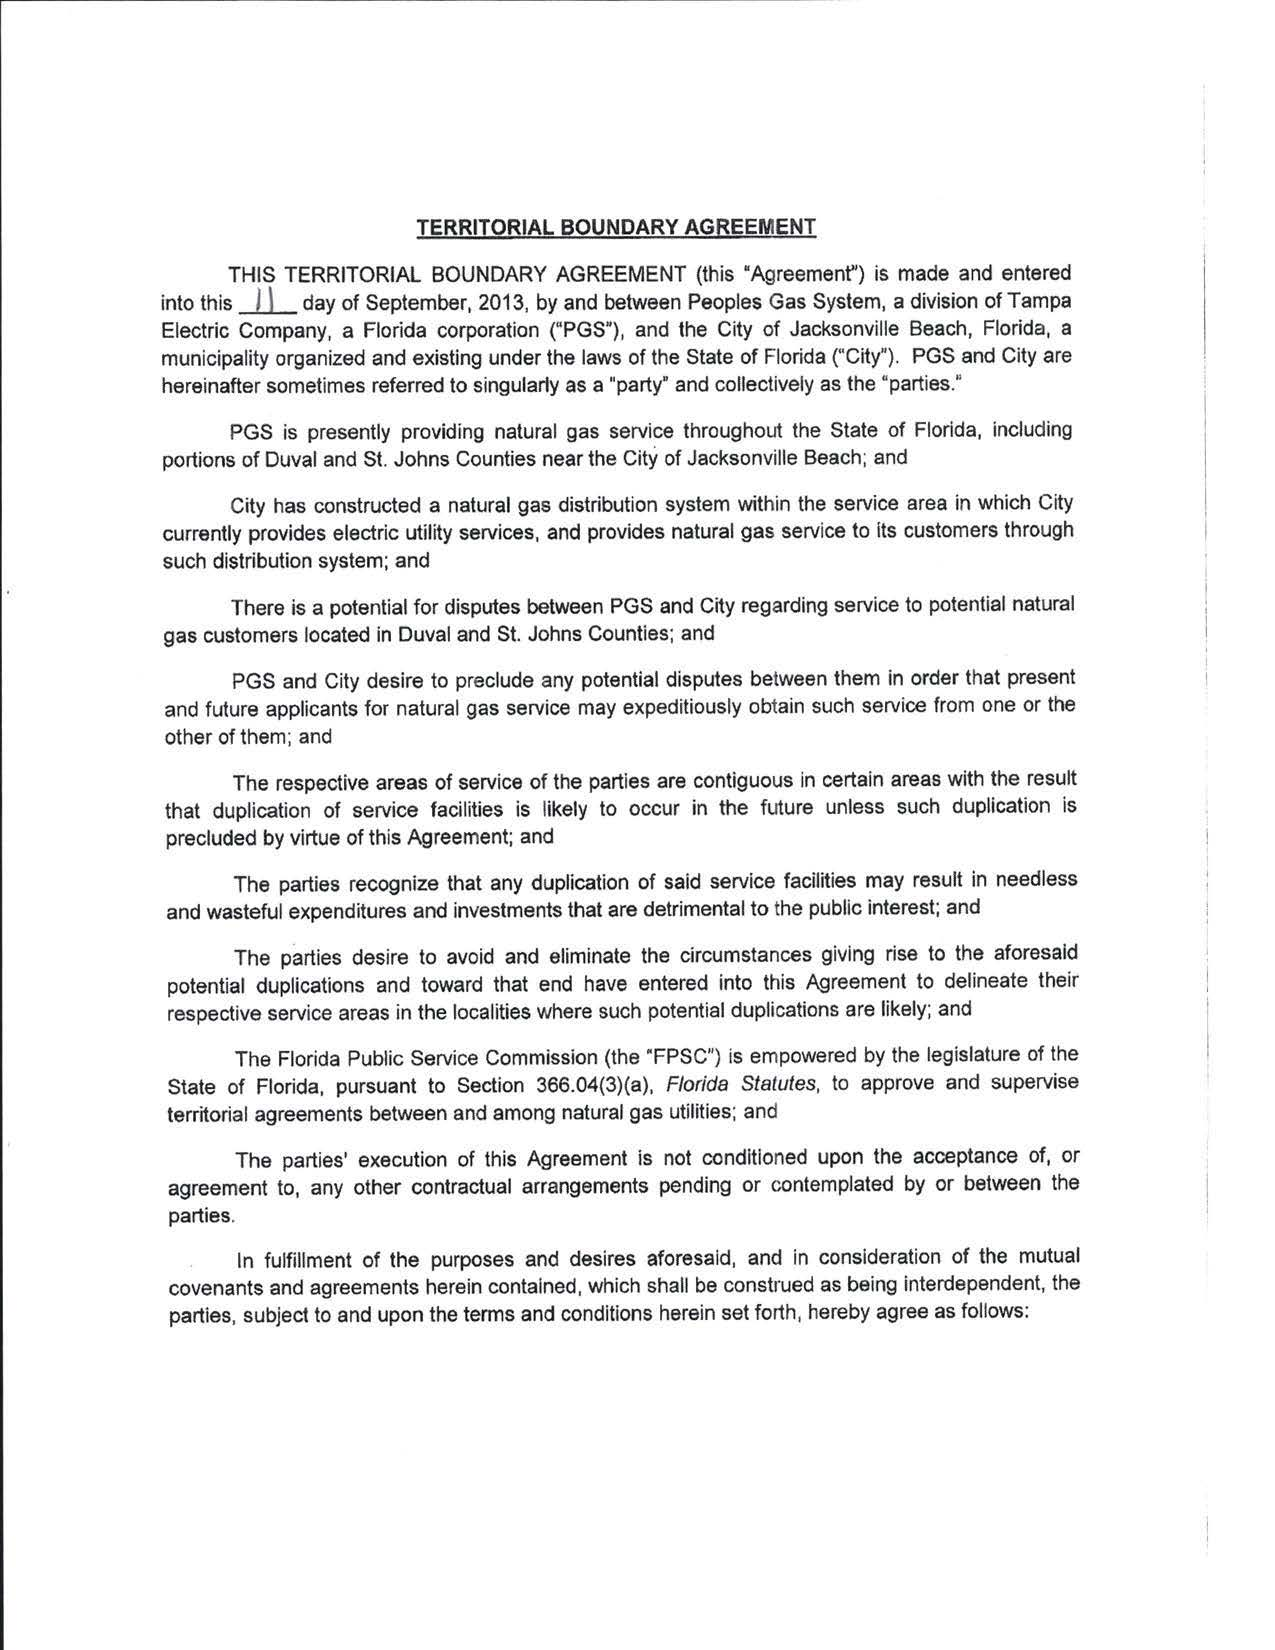 TERRITORIAL BOUNDARY AGREEMENT
THIS TERRITORIAL BOUNDARY AGREEMENT (this "Agreement") is made and entered
into this 11 day of September, 2013, by and between Peoples Gas System, a division of Tampa
Electric Company, a Florida corporation ("PGS"), and the City of Jacksonville Beach, Florida, a
municipality organized and existing under the laws of the State of Florida ("City"). PGS and City are
hereinafter sometimes referred to singularly as a "party" and collectively as the "parties."
PGS is presently providing natural gas service throughout the State of Florida, including
portions of Duval and St. Johns Counties near the City of Jacksonville Beach; and
City has constructed a natural gas distribution system within the service area in which City
currently provides electric utility services, and provides natural gas service to its customers through
such distribution system; and
There is a potential for disputes between PGS and City regarding service to potential natural
gas customers located in Duval and St. Johns Counties; and
PGS and City desire to preclude any potential disputes between them in order that present
and future applicants for natural gas service may expeditiously obtain such service from one or the
other of them; and
The respective areas of service of the parties are contiguous in certain areas with the result
that duplication of service facilities is likely to occur in the future unless such duplication is
precluded by virtue of this Agreement; and
The parties recognize that any duplication of said service facilities may result in needless
and wasteful expenditures and investments that are detrimental to the public interest; and
The parties desire to avoid and eliminate the circumstances giving rise to the aforesaid
potential duplications and toward that end have entered into this Agreement to delineate their
respective service areas in the localities where such potential duplications are likely; and
The Florida Public Service Commission (the "FPSC") is empowered by the legislature of the
State of Florida, pursuant to Section 366.04(3)(a), Florida Statutes, to approve and supervise
territorial agreements between and among natural gas utilities; and
The parties' execution of this Agreement is not conditioned upon the acceptance of, or
agreement to, any other contractual arrangements pending or contemplated by or between the
parties.
In fulfillment of the purposes and desires aforesaid, and in consideration of the mutual
covenants and agreements herein contained, which shall be construed as being interdependent, the
parties, subject to and upon the terms and conditions herein set forth, hereby agree as follows: